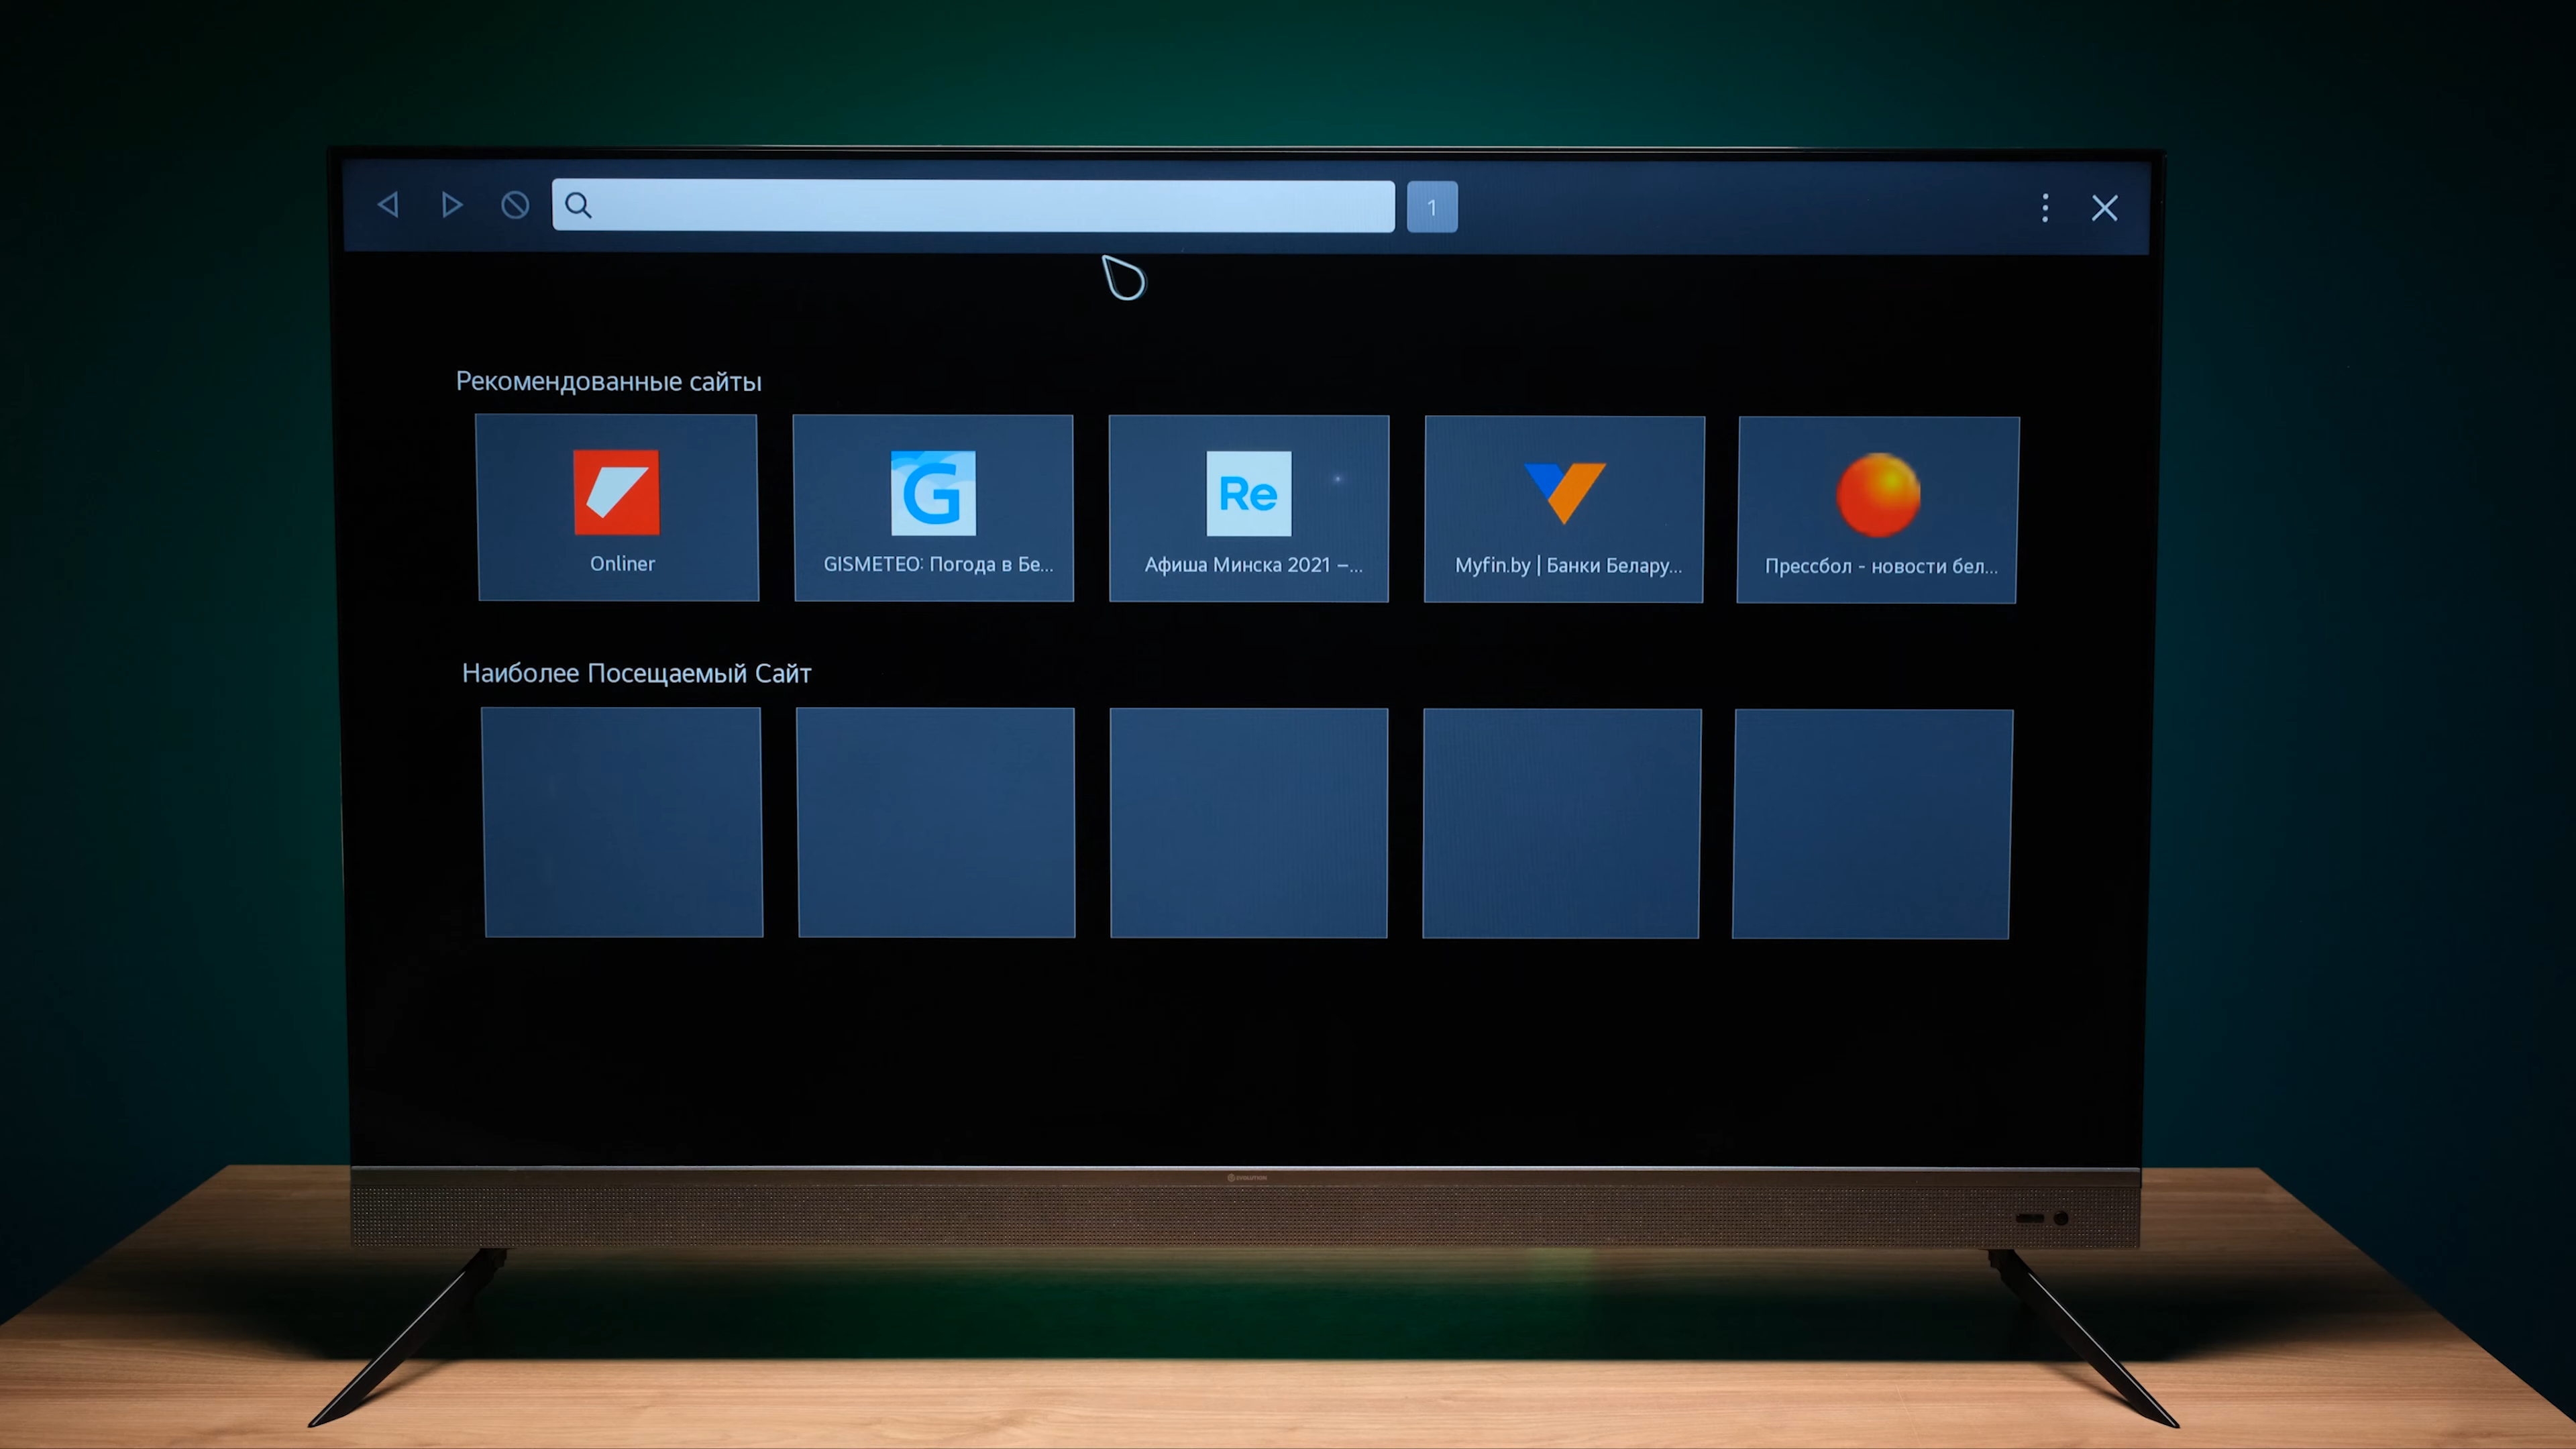 1
Рекомендованные сайты
G
Re
Onliner
GISMETEO: Погода в Бе...
Афиша Минска 2021 –...
Myfin.by | Банки Белару...
Прессбол - новости бел...
Наиболее Посещаемый Сайт
EVOLUTION